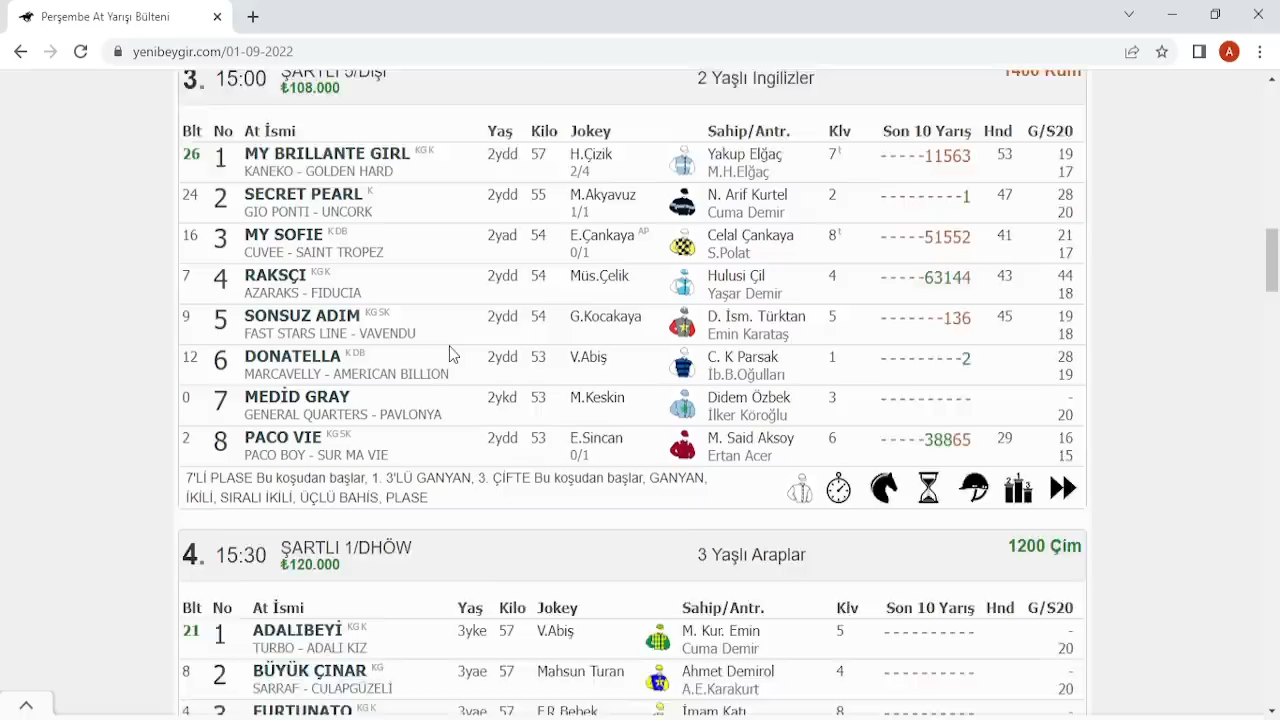 Perşembe At Yarışı Bülteni
yenibeygir.com/01-09-2022
A
3. 15:00 ŞARTLI 5/Dişi 2 Yaşlı İngilizler 1400 Kum
₺108.000
Blt No At İsmi Yaş Kilo Jokey Sahip/Antr. Klv Son 10 Yarış Hnd G/S20
26 1 MY BRILLANTE GIRL KG K 2ydd 57 H.Çizik Yakup Elğaç 7ᵗ -----11563 53 19
KANEKO - GOLDEN HARD 2/4 M.H.Elğaç 17
24 2 SECRET PEARL K 2ydd 55 M.Akyavuz N. Arif Kurtel 2 ---------1 47 28
GIO PONTI - UNCORK 1/1 Cuma Demir 20
16 3 MY SOFIE K DB 2yad 54 E.Çankaya AP Celal Çankaya 8ᵗ -----51552 41 21
CUVEE - SAINT TROPEZ 0/1 S.Polat 17
7 4 RAKSÇI KG K 2ydd 54 Müs.Çelik Hulusi Çil 4 -----63144 43 44
AZARAKS - FIDUCIA Yaşar Demir 18
9 5 SONSUZ ADIM KG SK 2ydd 54 G.Kocakaya D. İsm. Türktan 5 -------136 45 19
FAST STARS LINE - VAVENDU Emin Karataş 18
12 6 DONATELLA K DB 2ydd 53 V.Abiş C. K Parsak 1 ---------2 28
MARCAVELLY - AMERICAN BILLION İb.B.Oğulları 19
0 7 MEDİD GRAY 2ykd 53 M.Keskin Didem Özbek 3 ---------- -
GENERAL QUARTERS - PAVLONYA İlker Köroğlu 20
2 8 PACO VIE KG SK 2ydd 53 E.Sincan M. Said Aksoy 6 -----38865 29 16
PACO BOY - SUR MA VIE 0/1 Ertan Acer 15
7'Lİ PLASE Bu koşudan başlar, 1. 3'LÜ GANYAN, 3. ÇİFTE Bu koşudan başlar, GANYAN,
İKİLİ, SIRALI İKİLİ, ÜÇLÜ BAHİS, PLASE
4. 15:30 ŞARTLI 1/DHÖW 3 Yaşlı Araplar 1200 Çim
₺120.000
Blt No At İsmi Yaş Kilo Jokey Sahip/Antr. Klv Son 10 Yarış Hnd G/S20
21 1 ADALIBEYİ KG K 3yke 57 V.Abiş M. Kur. Emin 5 ---------- -
TURBO - ADALI KIZ Cuma Demir 20
8 2 BÜYÜK ÇINAR KG 3yae 57 Mahsun Turan Ahmet Demirol 4 ---------- -
SARRAF - CULAPGÜZELİ A.E.Karakurt 20
4 3 FURTUNATO KG K 3yae 57 F.R.Bebek İmam Katı 8 ---------- -